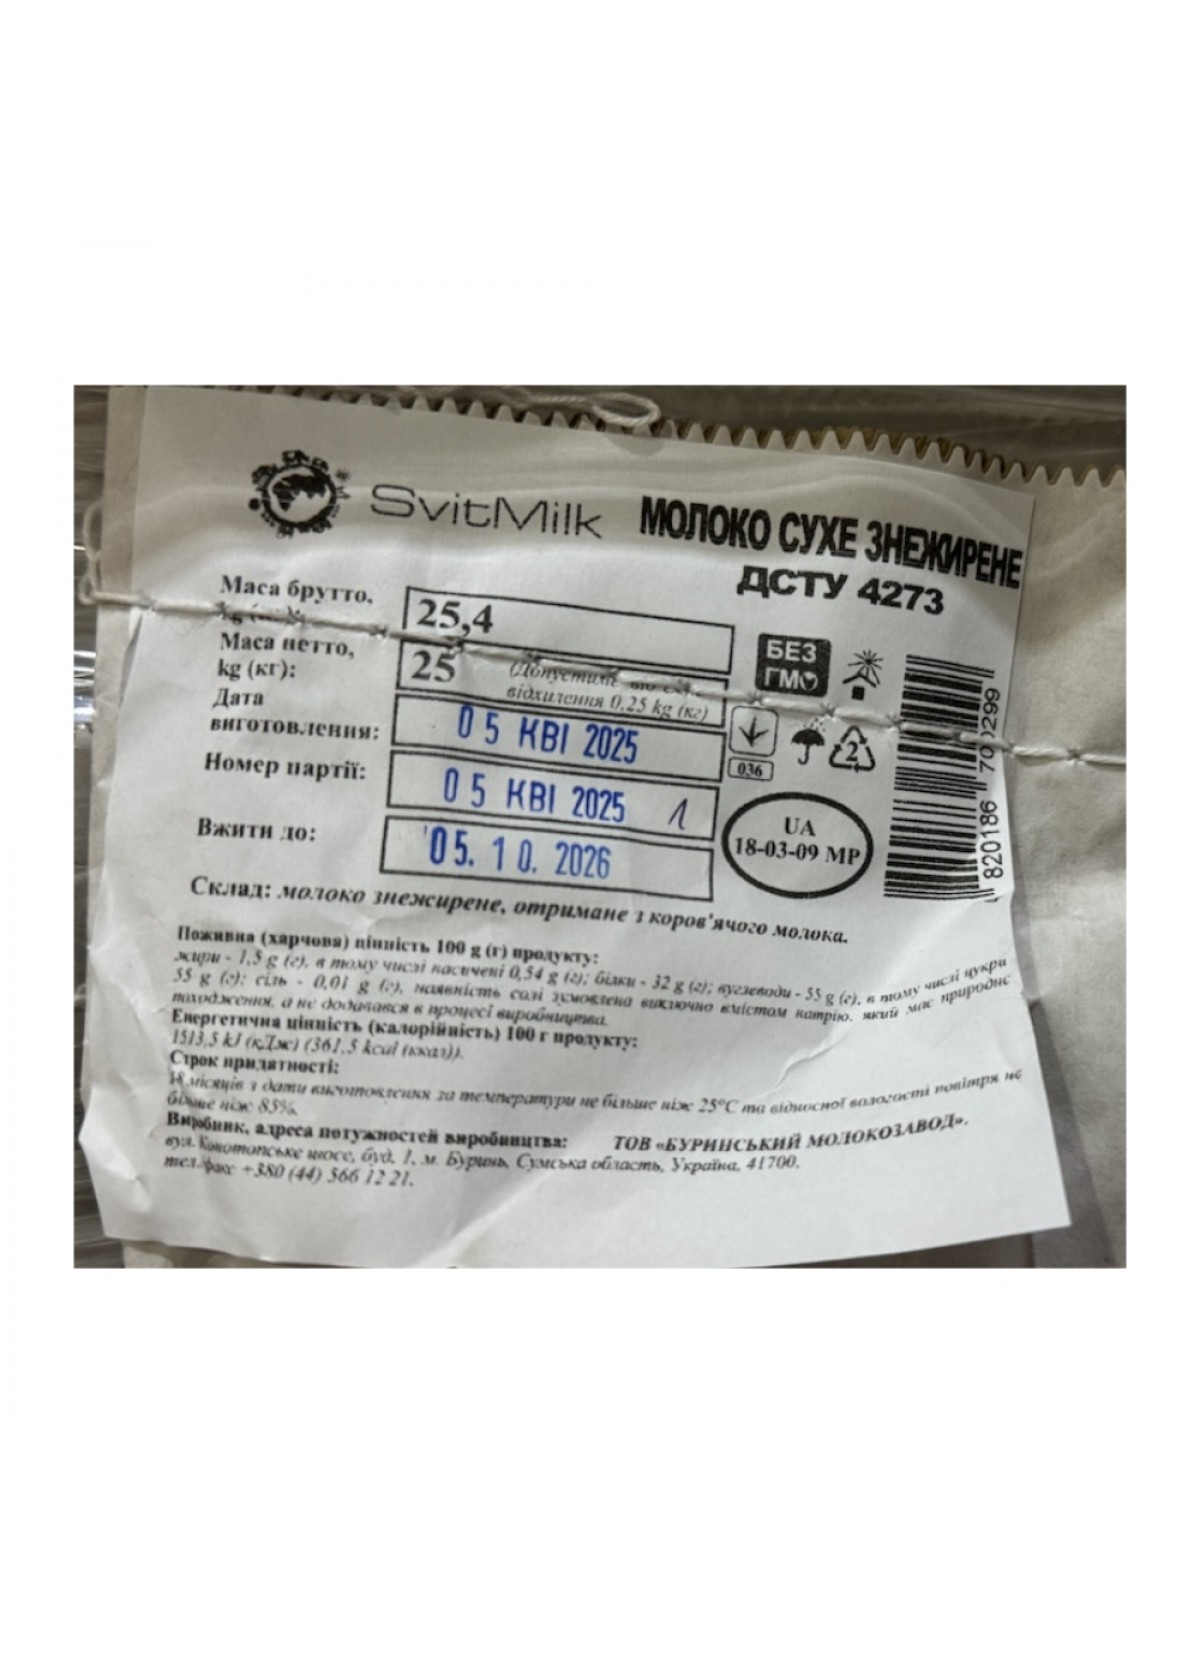 SvitMilk
МОЛОКО СУХЕ ЗНЕЖИРЕНЕ
ДСТУ 4273
Маса брутто,
25,4
Маса нетто,
kg (кг):
25
відхилення 0,25 kg (кг)
Дата
виготовлення:
05 КВІ 2025
Номер партії:
05 КВІ 2025 1
Вжити до:
05. 10. 2026
БЕЗ
ГМО
036
2
UA
18-03-09 MP
820186
Склад: молоко знежирене, отримане з коров'ячого молока.
Поживна (харчова) цінність 100 g (г) продукту:
жири - 1,5 g (г), в тому числі насичені 0,54 g (г); білки - 32 g (г); вуглеводи - 55 g (г), в тому числі цукри
55 g (г); сіль - 0,01 g (г), наявність солі зумовлена виключно вмістом натрію, який має природне
походження, а не додавався в процесі виробництва.
Енергетична цінність (калорійність) 100 г продукту:
1513,5 kJ (кДж) (361,5 kcal (ккал)).
Строк придатності:
18 місяців з дати виготовлення за температури не більше ніж 25°С та відносної вологості повітря не
більше ніж 85%.
Виробник, адреса потужностей виробництва: ТОВ «БУРИНСЬКИЙ МОЛОКОЗАВОД».
вул. Конотопське шосе, буд. 1, м. Буринь, Сумська область, Україна, 41700,
тел./факс +380 (44) 566 12 21.